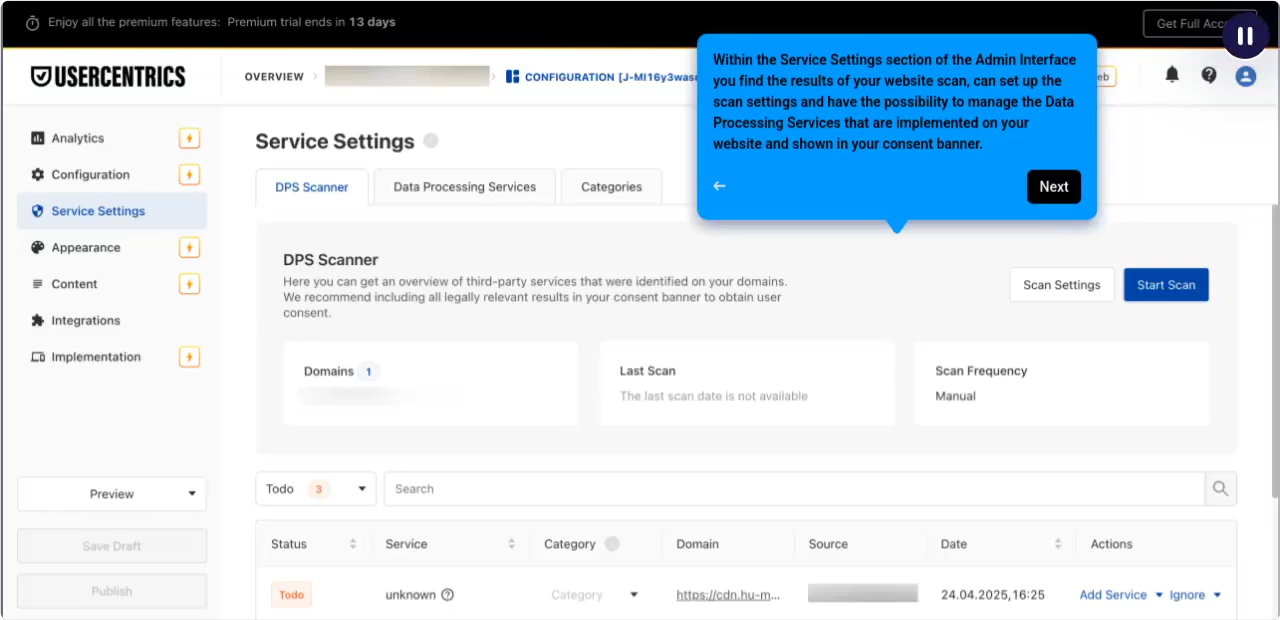 Enjoy all the premium features: Premium trial ends in 13 days
Get Full Acc
USERCENTRICS
OVERVIEW
CONFIGURATION [J-MI16y3wasc
eb
Within the Service Settings section of the Admin Interface
you find the results of your website scan, can set up the
scan settings and have the possibility to manage the Data
Processing Services that are implemented on your
website and shown in your consent banner.
Next
Analytics
Configuration
Service Settings
Appearance
Content
Integrations
Implementation
Preview
Save Draft
Publish
Service Settings
DPS Scanner
Data Processing Services
Categories
DPS Scanner
Here you can get an overview of third-party services that were identified on your domains.
We recommend including all legally relevant results in your consent banner to obtain user
consent.
Scan Settings
Start Scan
Domains 1
Last Scan
The last scan date is not available
Scan Frequency
Manual
Todo 3
Search
Status Service Category Domain Source Date Actions
Todo unknown Category https://cdn.hu-m... 24.04.2025,16:25 Add Service Ignore